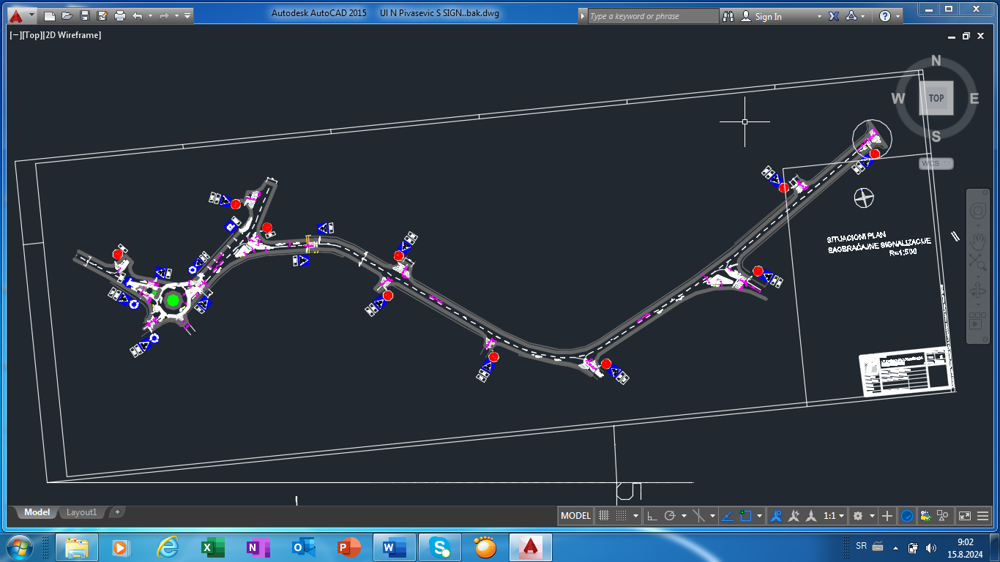 Autodesk AutoCAD 2015 Ul N Pivasevic S SIGN..bak.dwg
Type a keyword or phrase
Sign In
[−][Top][2D Wireframe]
N
W TOP E
S
WCS
SITUACIONI PLAN
SAOBRAĆAJNE SIGNALIZACIJE
R=1:500
Model Layout1 +
MODEL 1:1
SR 9:02
15.8.2024